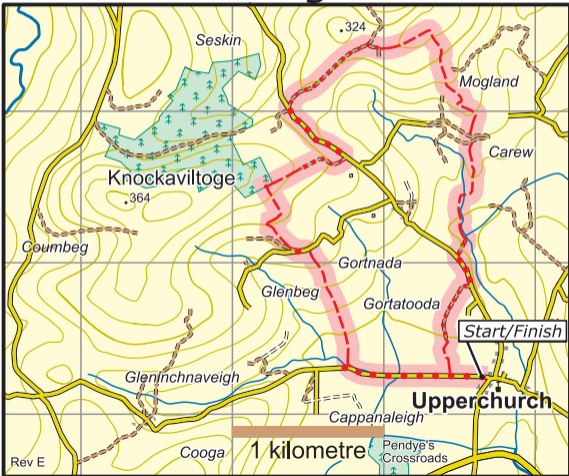 .324
Seskin
Mogland
Carew
Knockaviltoge
.364
Coumbeg
Gortnada
Glenbeg
Gortatooda
Start/Finish
Gleninchnaveigh
Upperchurch
Cappanaleigh
Cooga
1 kilometre
Pendye's
Crossroads
Rev E